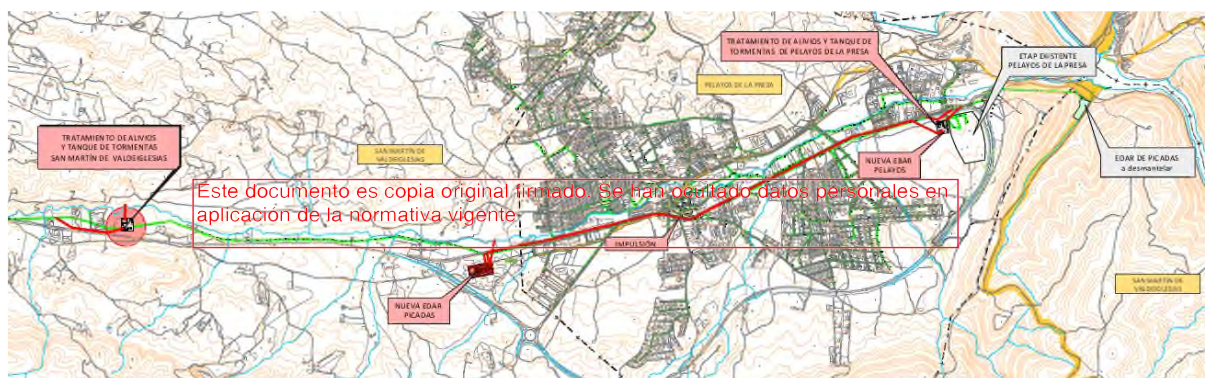 TRATAMIENTO DE ALIVIOS Y TANQUE DE
TORMENTAS DE PELAYOS DE LA PRESA
ETAP EXISTENTE
PELAYOS DE LA PRESA
PELAYOS DE LA PRESA
TRATAMIENTO DE ALIVIOS
Y TANQUE DE TORMENTAS
SAN MARTÍN DE VALDEIGLESIAS
SAN MARTÍN DE
VALDEIGLESIAS
NUEVA EDAR
PELAYOS
EDAR DE PICADAS
a desmantelar
Este documento es copia original firmado. Se han ocultado datos personales en
aplicación de la normativa vigente
IMPULSIÓN
NUEVA EDAR
PICADAS
SAN MARTÍN DE
VALDEIGLESIAS